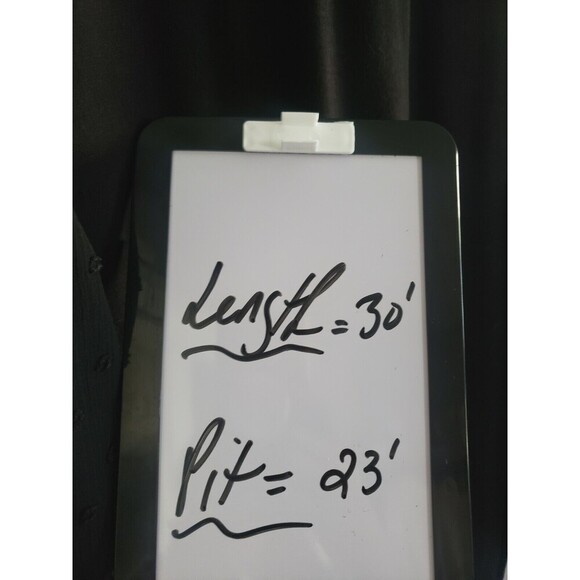 Length = 30'
Pit = 23'